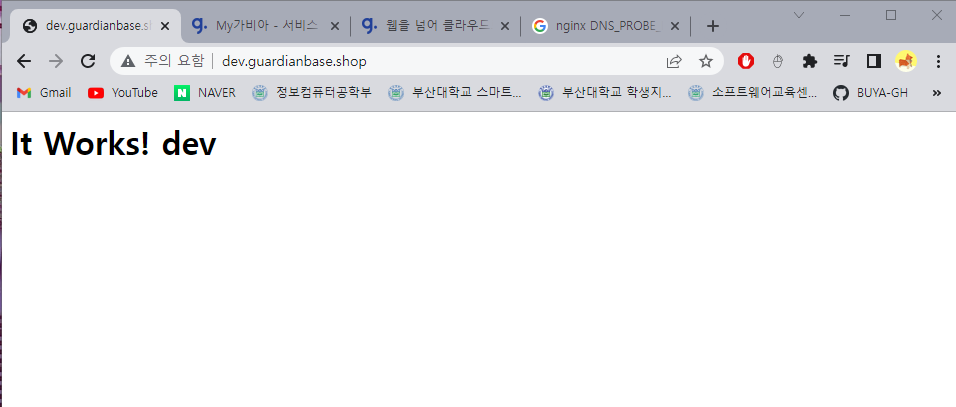 dev.guardianbase.sh
My가비아 - 서비스
웹을 넘어 클라우드
nginx DNS_PROBE_
주의 요함 | dev.guardianbase.shop
Gmail YouTube NAVER 정보컴퓨터공학부 부산대학교 스마트... 부산대학교 학생지... 소프트웨어교육센... BUYA-GH »
It Works! dev